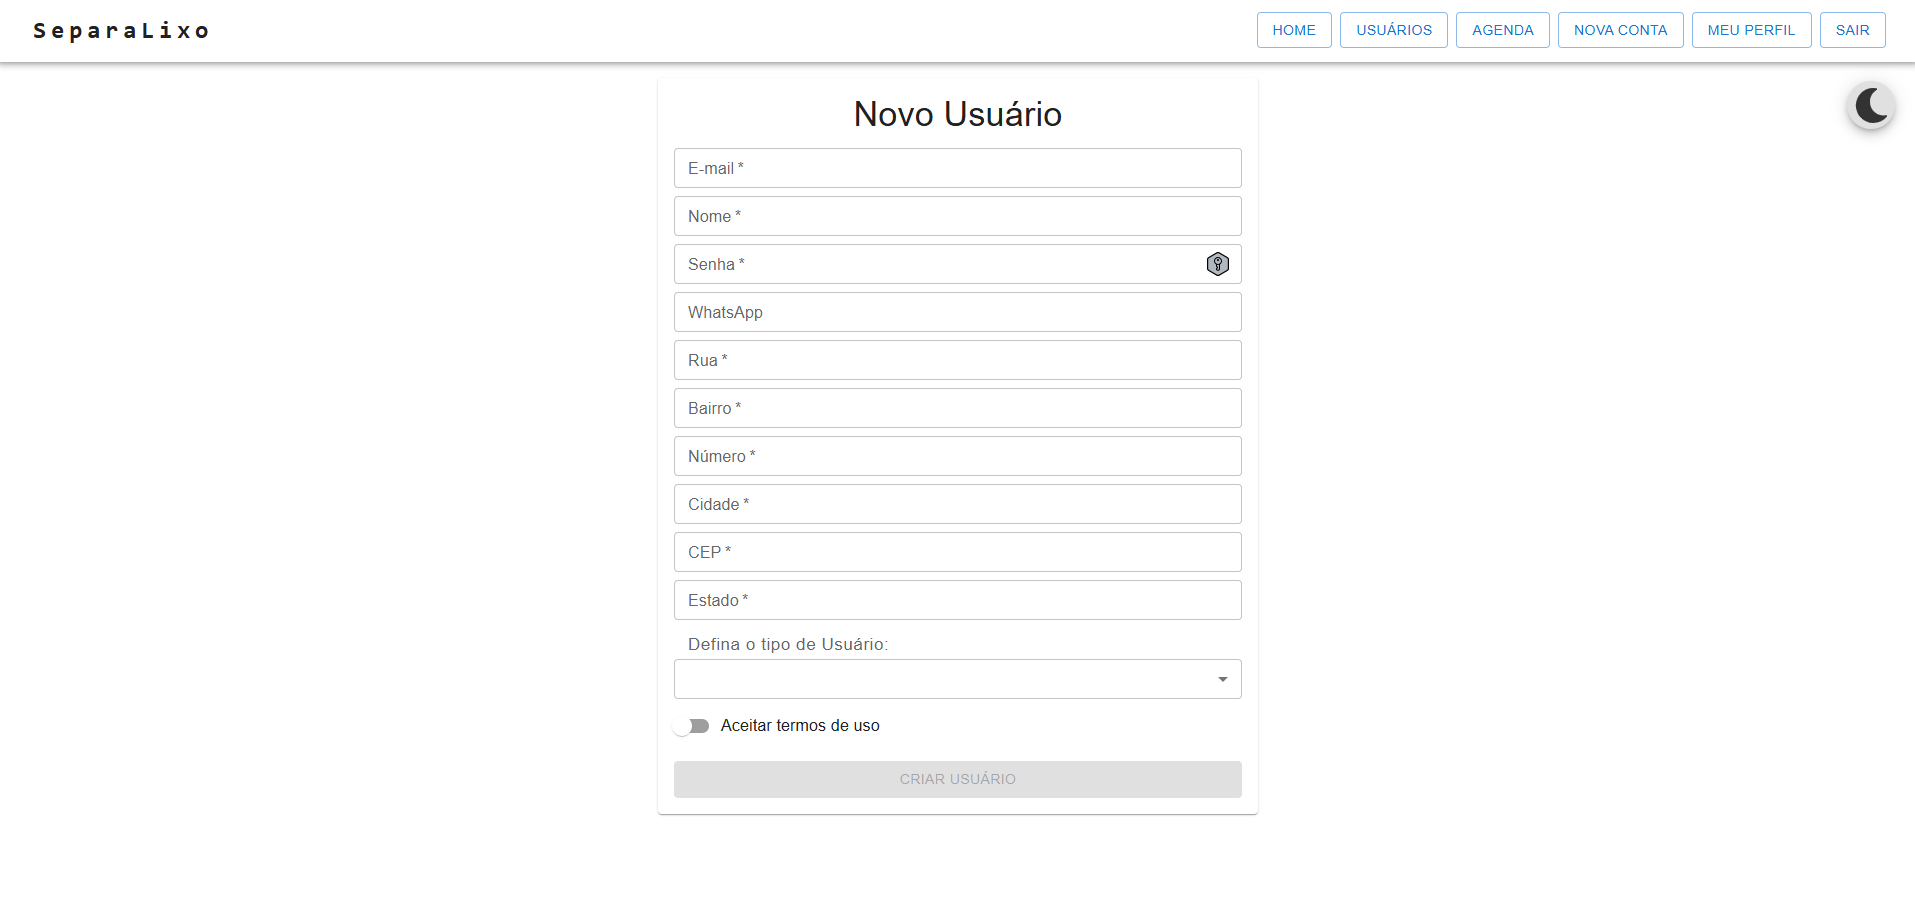 SeparaLixo
HOME USUÁRIOS AGENDA NOVA CONTA MEU PERFIL SAIR
Novo Usuário
E-mail *
Nome *
Senha *
WhatsApp
Rua *
Bairro *
Número *
Cidade *
CEP *
Estado *
Defina o tipo de Usuário:
Aceitar termos de uso
CRIAR USUÁRIO